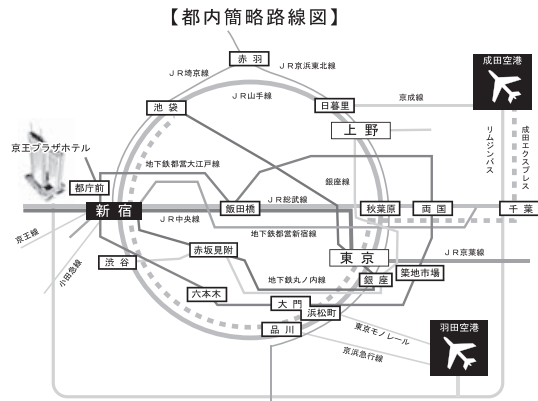 【都内簡略路線図】
赤羽
JR埼京線
JR京浜東北線
成田空港
池袋
JR山手線
日暮里
京成線
上野
京王プラザホテル
リムジンバス
成田エクスプレス
地下鉄都営大江戸線
銀座線
都庁前
新宿
飯田橋
JR総武線
秋葉原
両国
千葉
JR中央線
地下鉄都営新宿線
京王線
小田急線
渋谷
赤坂見附
東京
JR京葉線
築地市場
銀座
地下鉄丸ノ内線
六本木
大門
浜松町
品川
東京モノレール
京浜急行線
羽田空港